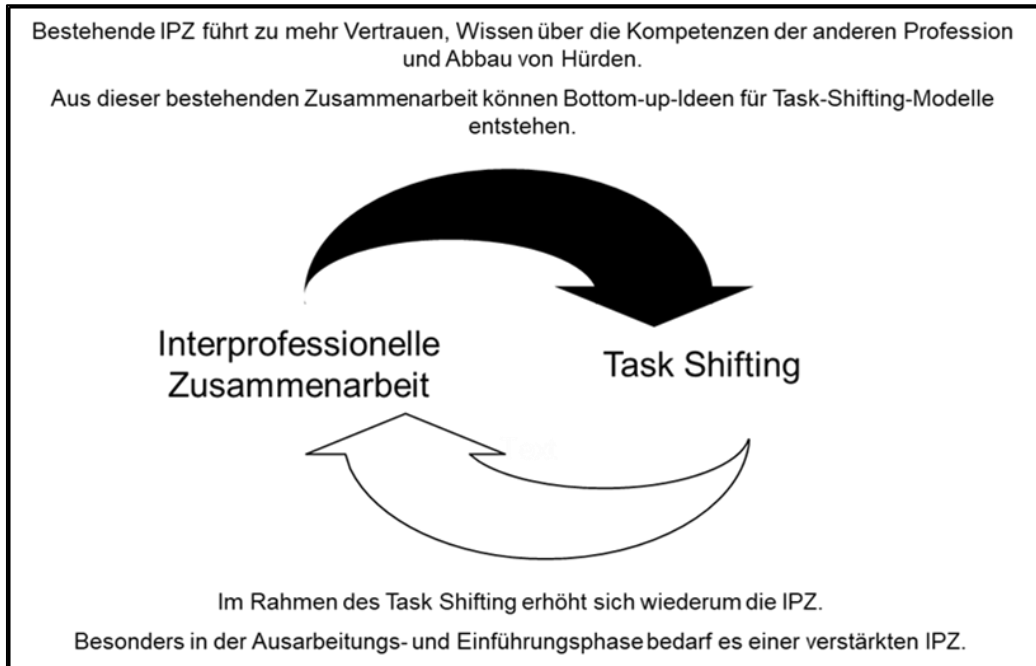 Bestehende IPZ führt zu mehr Vertrauen, Wissen über die Kompetenzen der anderen Profession
und Abbau von Hürden.
Aus dieser bestehenden Zusammenarbeit können Bottom-up-Ideen für Task-Shifting-Modelle
entstehen.
Interprofessionelle
Zusammenarbeit
Task Shifting
Im Rahmen des Task Shifting erhöht sich wiederum die IPZ.
Besonders in der Ausarbeitungs- und Einführungsphase bedarf es einer verstärkten IPZ.